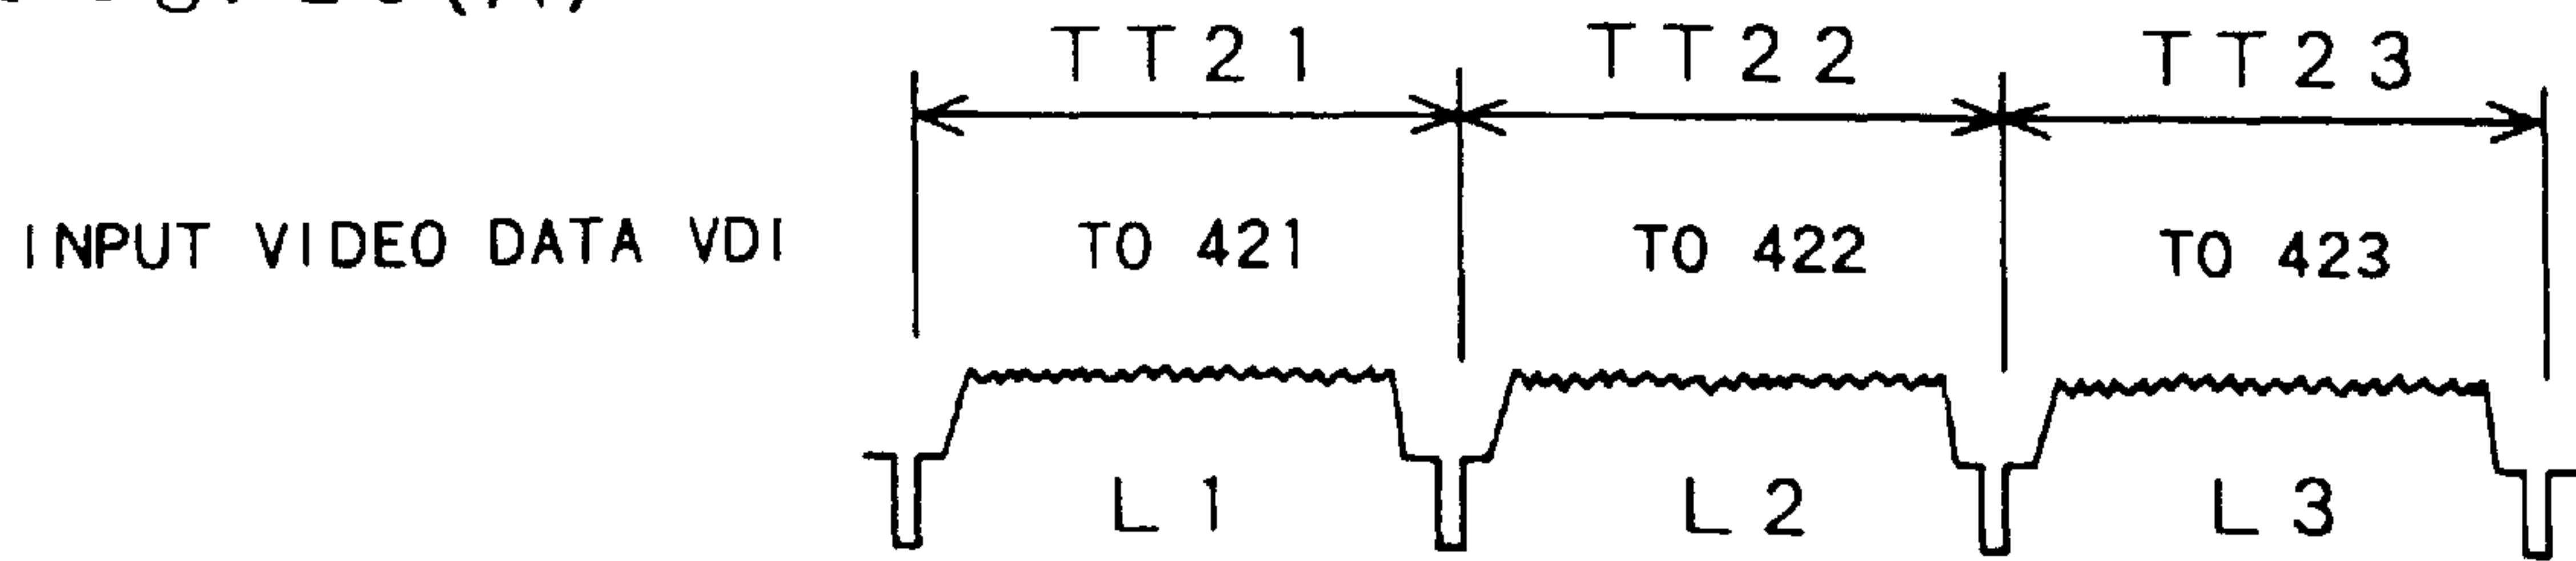 TT21 TT22 TT23
INPUT VIDEO DATA VDI TO 421 TO 422 TO 423
L1 L2 L3